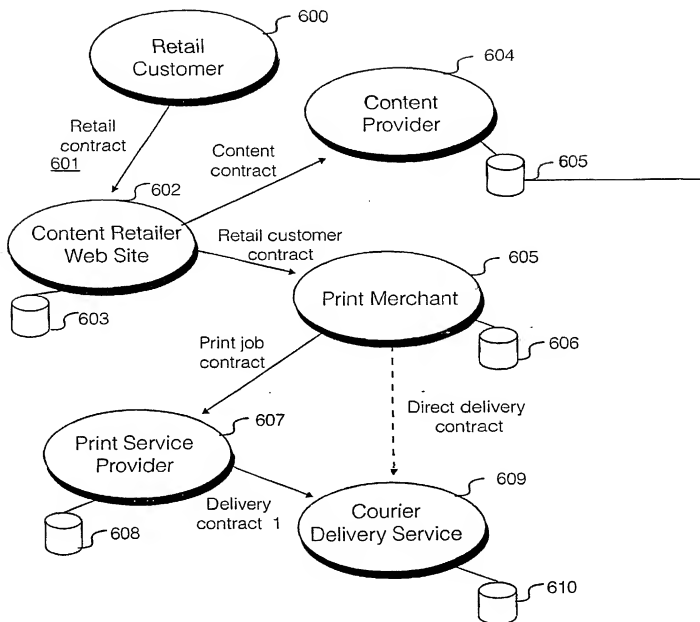 600
Retail
Customer
604
Content
Provider
Retail
contract
601
Content
contract
605
602
Content Retailer
Web Site
Retail customer
contract
605
Print Merchant
603
Print job
contract
606
Direct delivery
contract
607
Print Service
Provider
609
Delivery
contract 1
Courier
Delivery Service
608
610